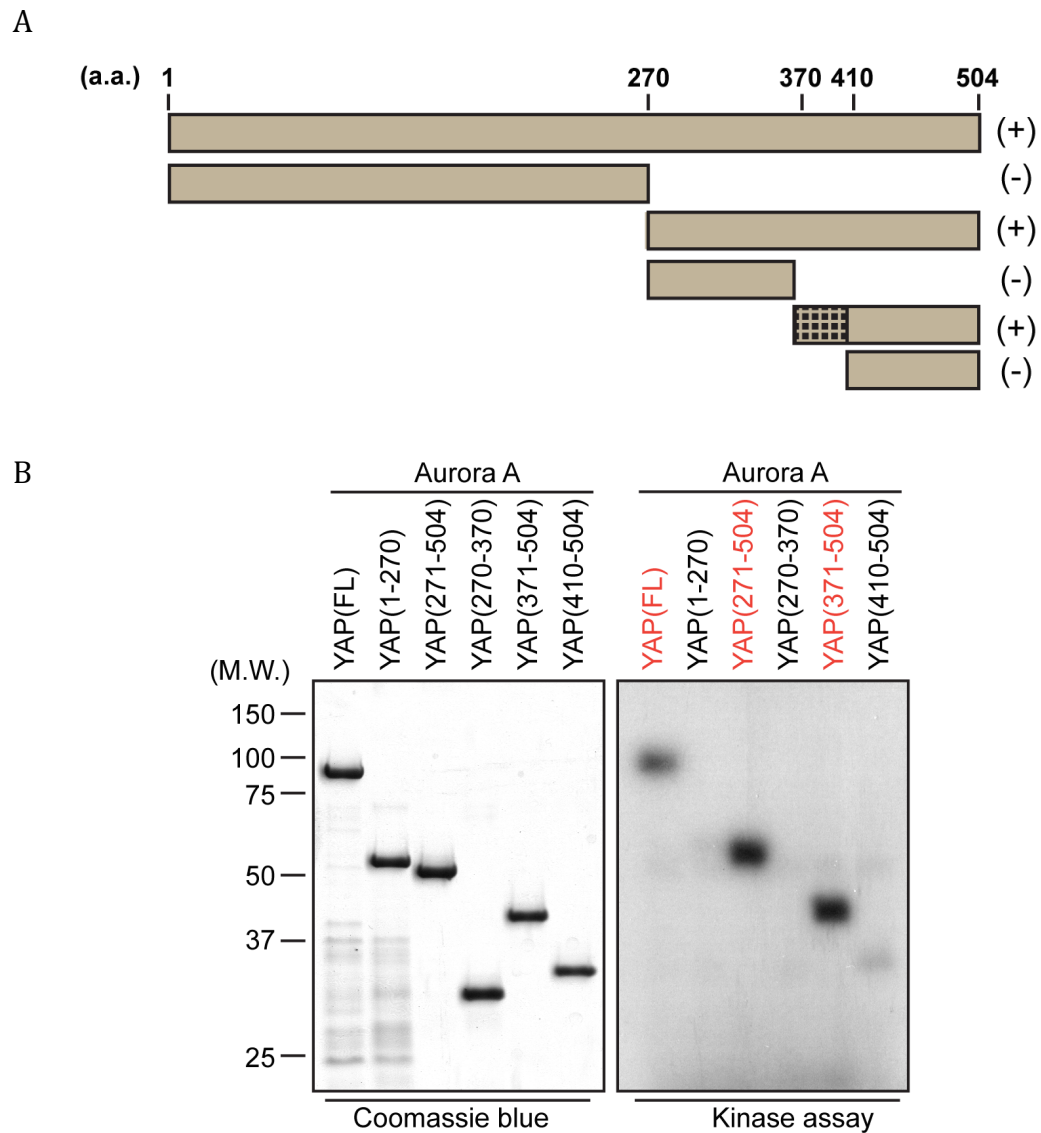 A
(a.a.) 1 270 370 410 504
(+)
(-)
(+)
(-)
(+)
(-)
B
Aurora A Aurora A
YAP(FL) YAP(1-270) YAP(271-504) YAP(270-370) YAP(371-504) YAP(410-504) YAP(FL) YAP(1-270) YAP(271-504) YAP(270-370) YAP(371-504) YAP(410-504)
(M.W.)
150
100
75
50
37
25
Coomassie blue Kinase assay